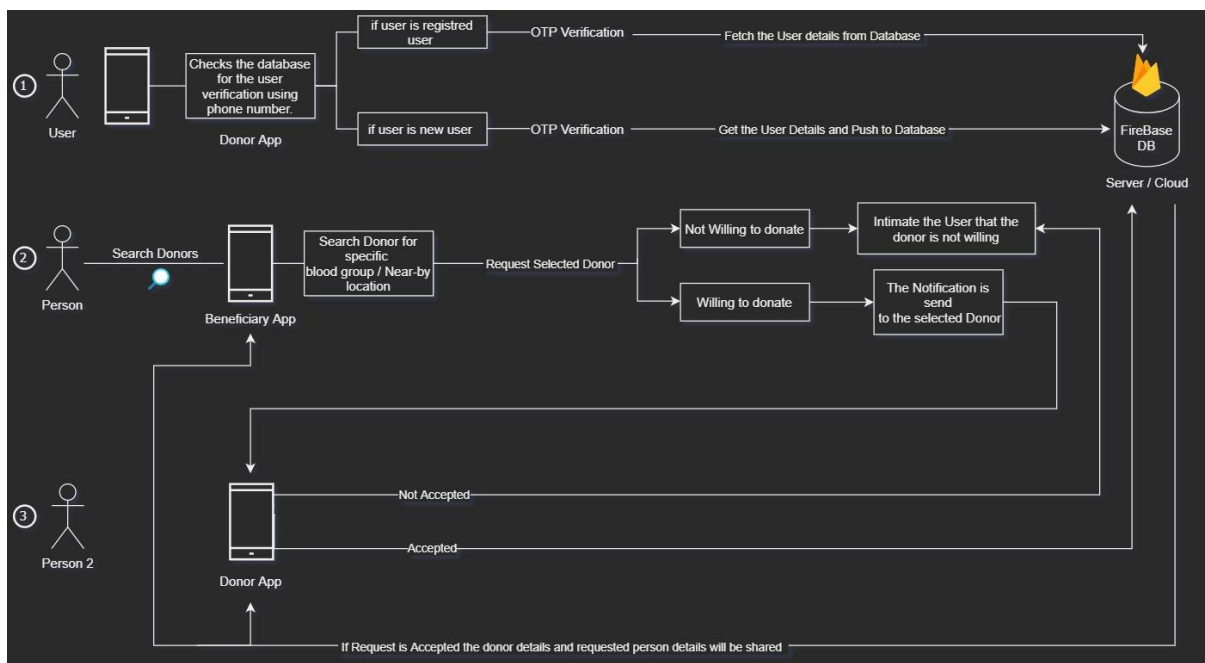 if user is registred
user
OTP Verification
Fetch the User details from Database
1
Checks the database
for the user
verification using
phone number.
User
Donor App
if user is new user
OTP Verification
Get the User Details and Push to Database
FireBase
DB
Server / Cloud
2
Search Donors
Person
Beneficiary App
Search Donor for
specific
blood group / Near-by
location
Request Selected Donor
Not Willing to donate
Intimate the User that the
donor is not willing
Willing to donate
The Notification is
send
to the selected Donor
3
Person 2
Donor App
Not Accepted
Accepted
If Request is Accepted the donor details and requested person details will be shared